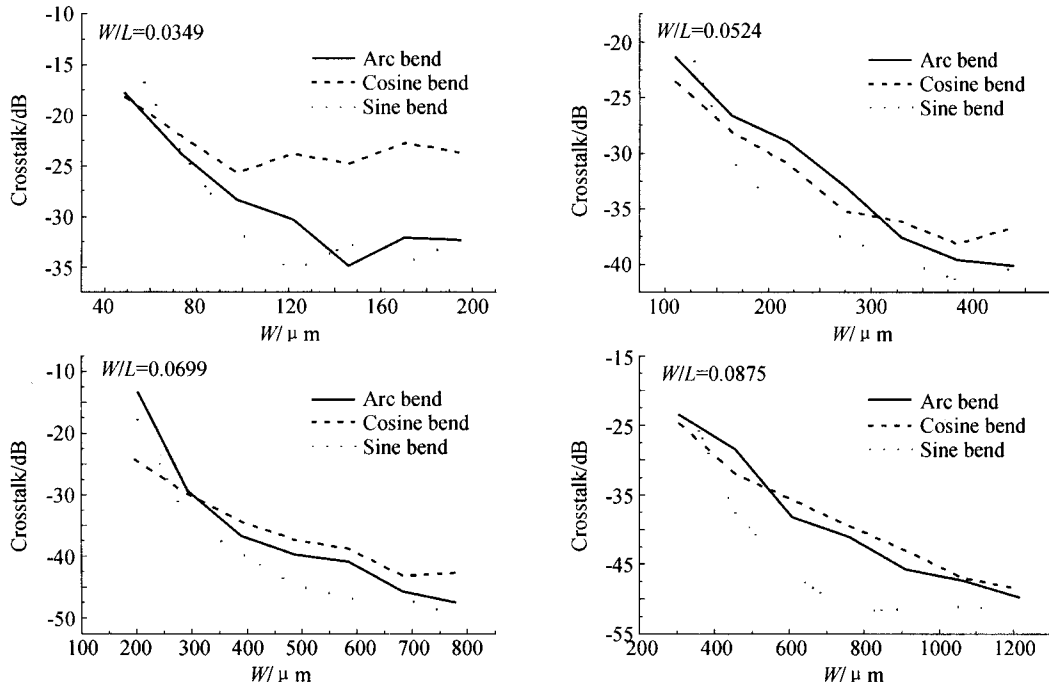 -10
-15
-20
-25
-30
-35
Crosstalk/dB
W/L=0.0349
Arc bend
Cosine bend
Sine bend
40
80
120
160
200
W/ μ m
-20
-25
-30
-35
-40
Crosstalk/dB
W/L=0.0524
Arc bend
Cosine bend
Sine bend
100
200
300
400
W/ μ m
-10
-20
-30
-40
-50
Crosstalk/dB
W/L=0.0699
Arc bend
Cosine bend
Sine bend
100
200
300
400
500
600
700
800
W/ μ m
-15
-25
-35
-45
-55
Crosstalk/dB
W/L=0.0875
Arc bend
Cosine bend
Sine bend
200
400
600
800
1000
1200
W/ μ m